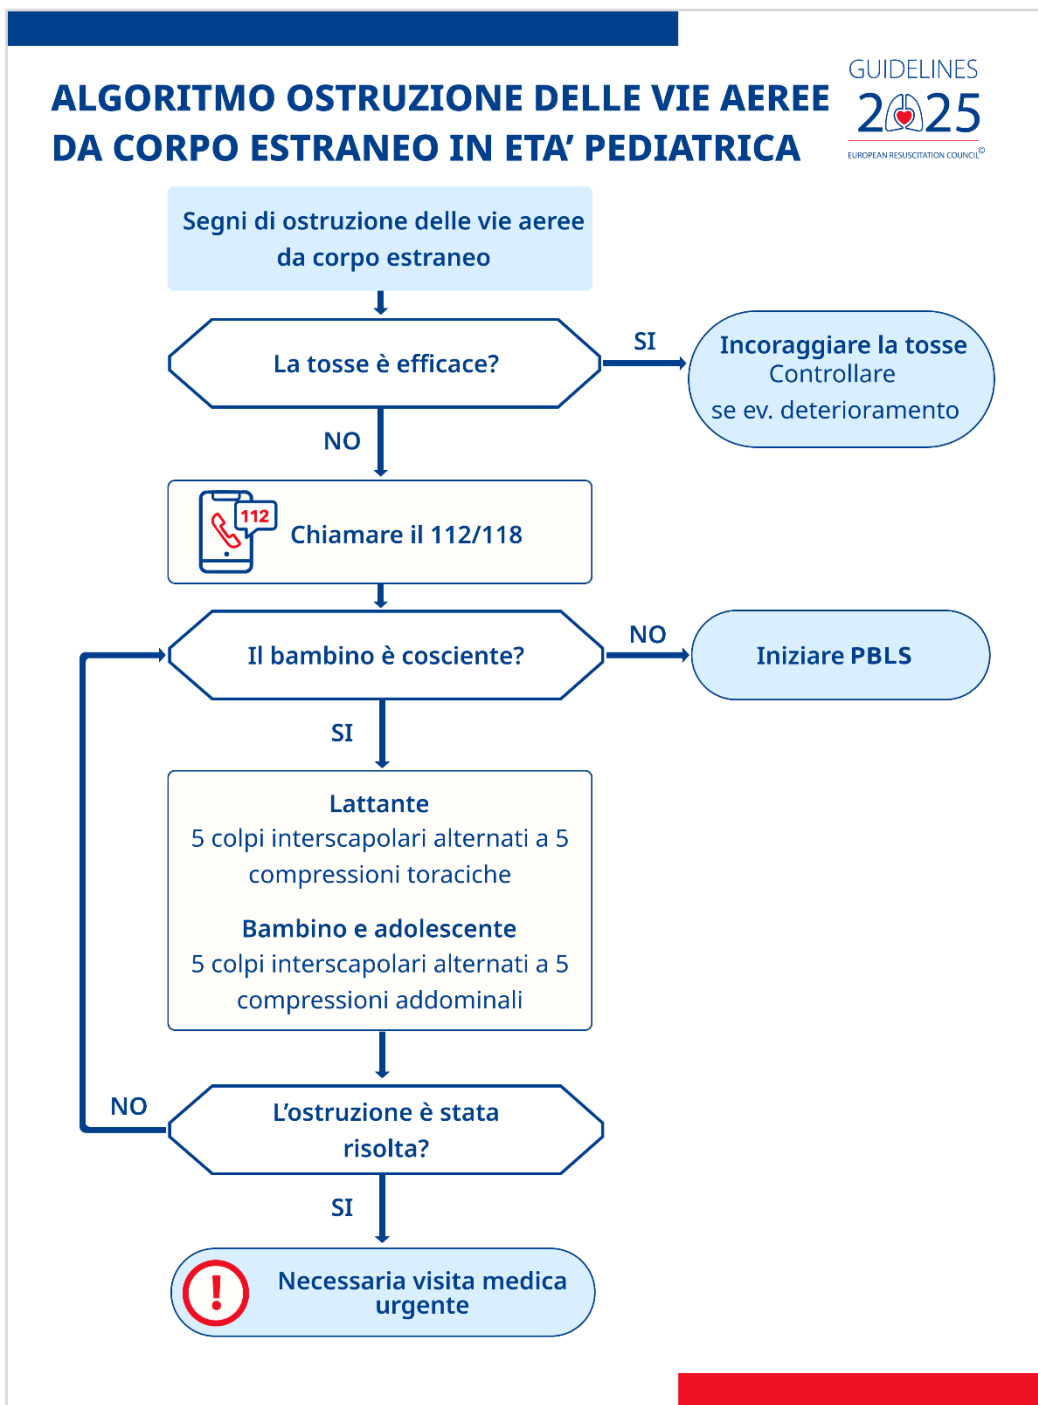 ALGORITMO OSTRUZIONE DELLE VIE AEREE
DA CORPO ESTRANEO IN ETA’ PEDIATRICA
GUIDELINES
2025
EUROPEAN RESUSCITATION COUNCIL©
Segni di ostruzione delle vie aeree
da corpo estraneo
La tosse è efficace?
SI
Incoraggiare la tosse
Controllare
se ev. deterioramento
NO
112
Chiamare il 112/118
Il bambino è cosciente?
NO
Iniziare PBLS
SI
Lattante
5 colpi interscapolari alternati a 5
compressioni toraciche
Bambino e adolescente
5 colpi interscapolari alternati a 5
compressioni addominali
NO
L’ostruzione è stata
risolta?
SI
!
Necessaria visita medica
urgente